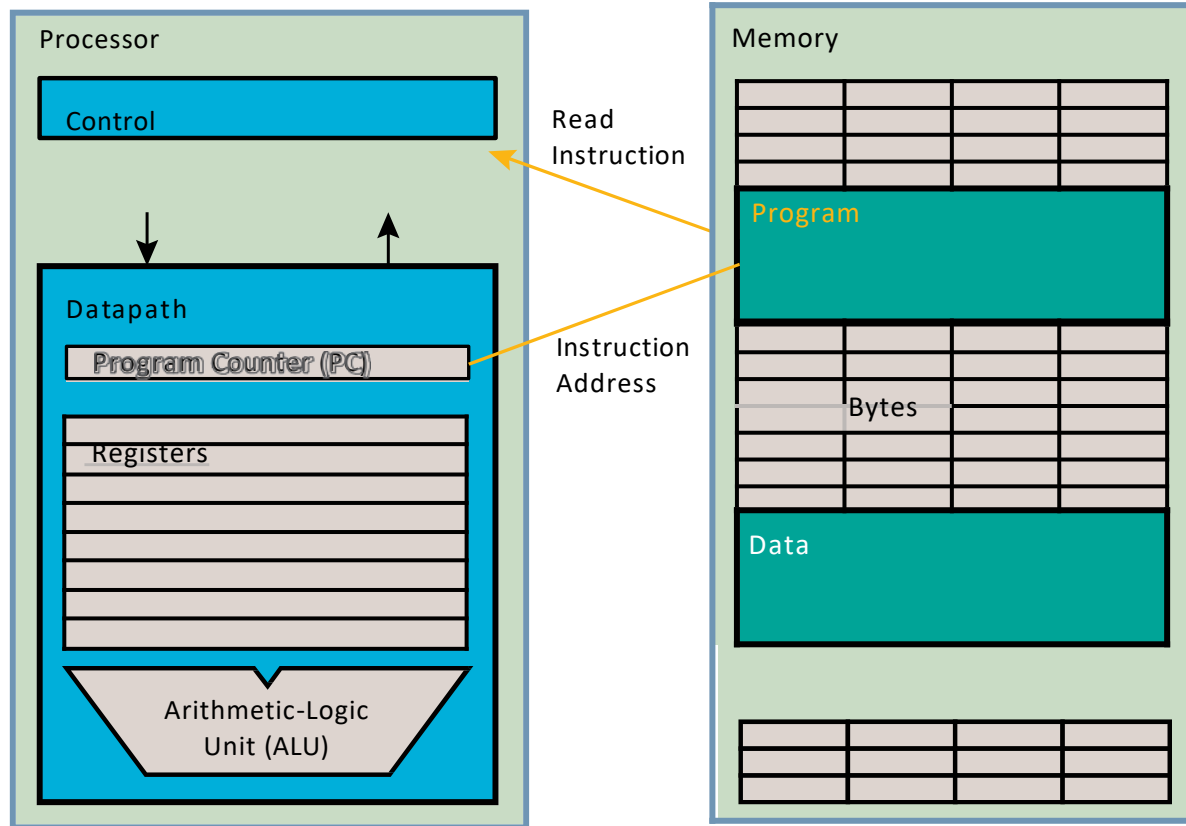 Processor
Control
Datapath
Program Counter (PC)
Registers
Arithmetic-Logic
Unit (ALU)
Read
Instruction
Instruction
Address
Memory
Program
Bytes
Data